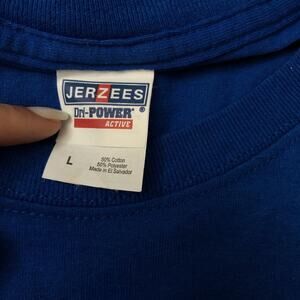 JERZEES
Dri-POWER®
ACTIVE
L
50% Cotton
50% Polyester
Made in El Salvador